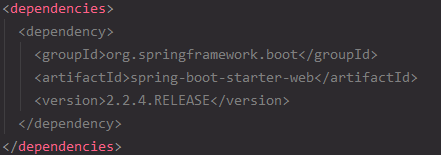 <dependencies>
<dependency>
<groupId>org.springframework.boot</groupId>
<artifactId>spring-boot-starter-web</artifactId>
<version>2.2.4.RELEASE</version>
</dependency>
</dependencies>